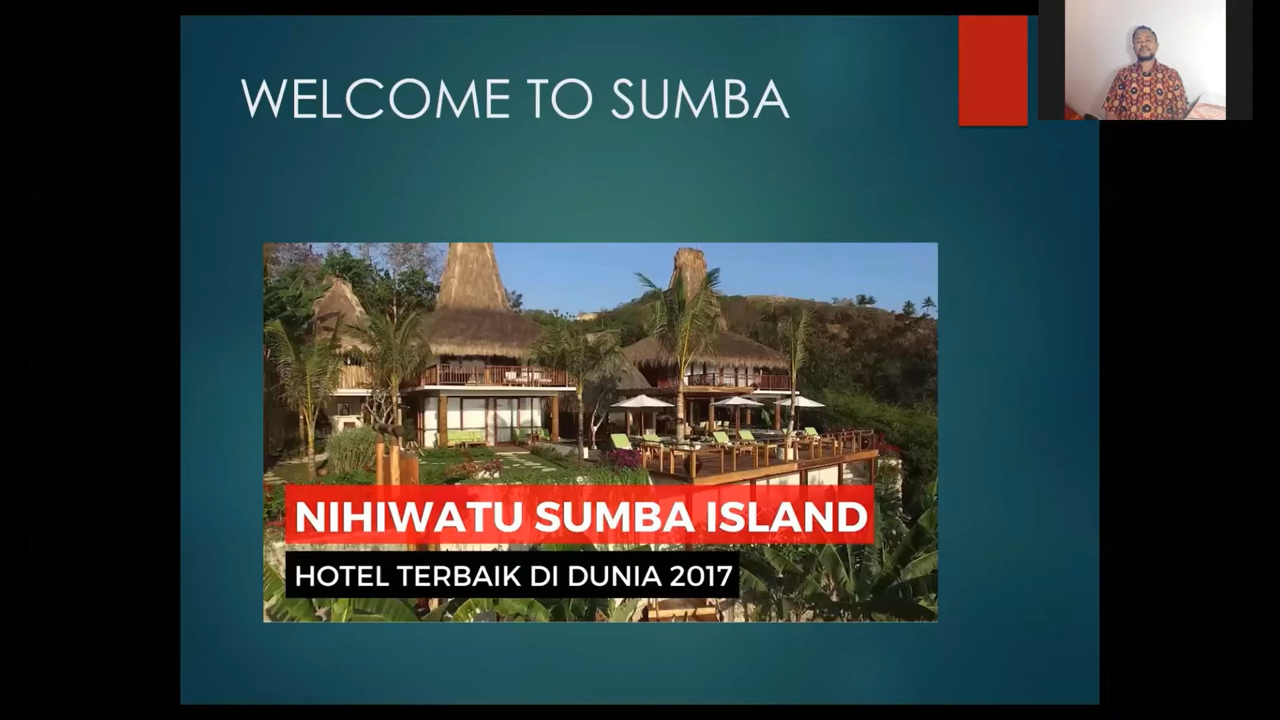 WELCOME TO SUMBA
NIHIWATU SUMBA ISLAND
HOTEL TERBAIK DI DUNIA 2017